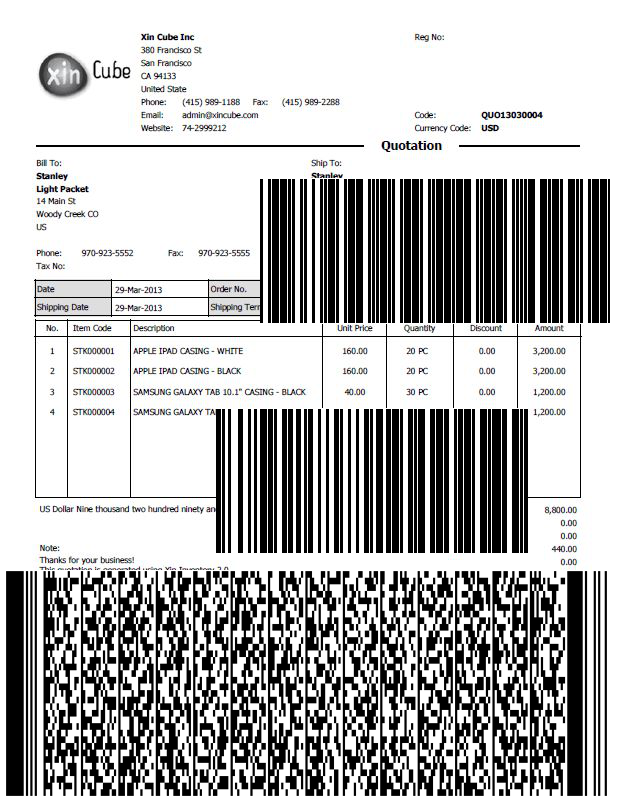 xin Cube
Xin Cube Inc
380 Francisco St
San Francisco
CA 94133
United State
Phone: (415) 989-1188 Fax: (415) 989-2288
Email: admin@xincube.com
Website: 74-2999212
Reg No:
Code: QUO13030004
Currency Code: USD
Quotation
Bill To:
Stanley
Light Packet
14 Main St
Woody Creek CO
US
Phone: 970-923-5552 Fax: 970-923-5555
Tax No:
Ship To:
Stanley
Date 29-Mar-2013 Order No.
Shipping Date 29-Mar-2013 Shipping
No. Item Code Description Unit Price Quantity Discount Amount
1 STK000001 APPLE IPAD CASING - WHITE 160.00 20 PC 0.00 3,200.00
2 STK000002 APPLE IPAD CASING - BLACK 160.00 20 PC 0.00 3,200.00
3 STK000003 SAMSUNG GALAXY TAB 10.1" CASING - BLACK 40.00 30 PC 0.00 1,200.00
4 STK000004 SAMSUNG GALAXY 1,200.00
US Dollar Nine thousand two hundred ninety 8,800.00
0.00
0.00
Note: 440.00
Thanks for your business! 0.00
This quotation is generated using Xin Inventory 2.0